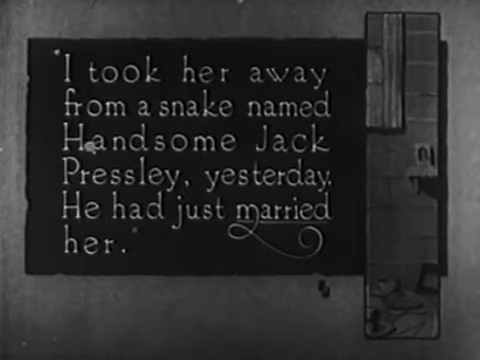 "I took her away
from a snake named
Handsome Jack
Pressley, yesterday.
He had just married
her."